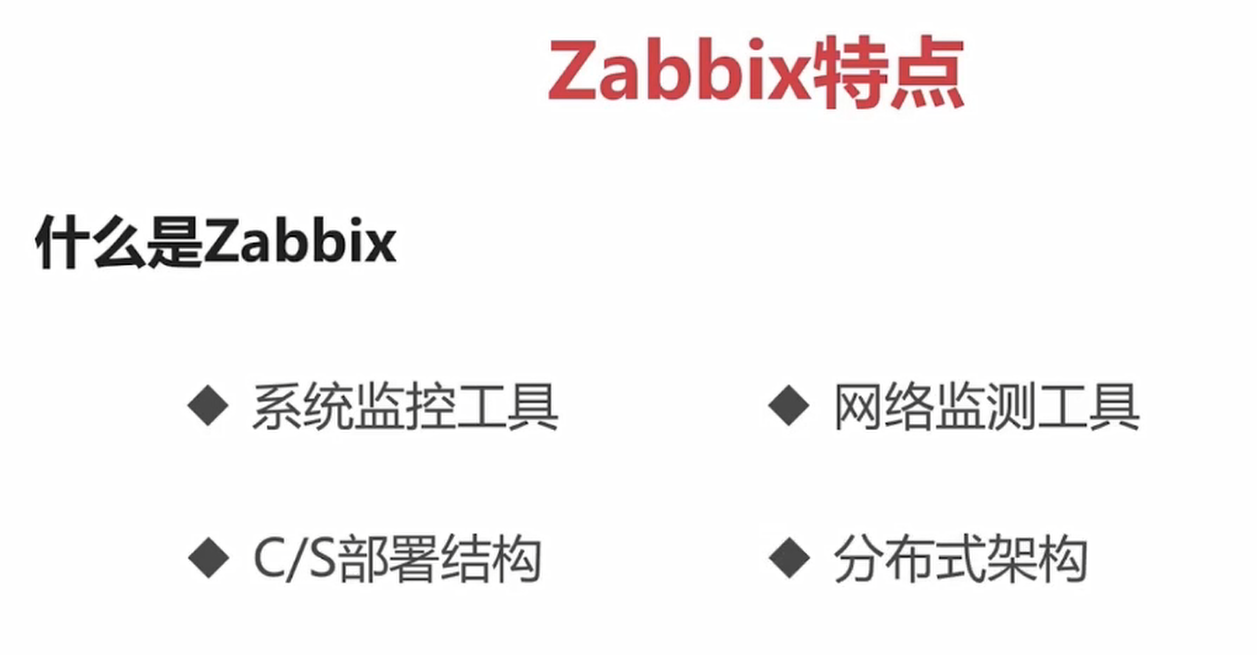 Zabbix特点
什么是Zabbix
◆ 系统监控工具
◆ 网络监测工具
◆ C/S部署结构
◆ 分布式架构